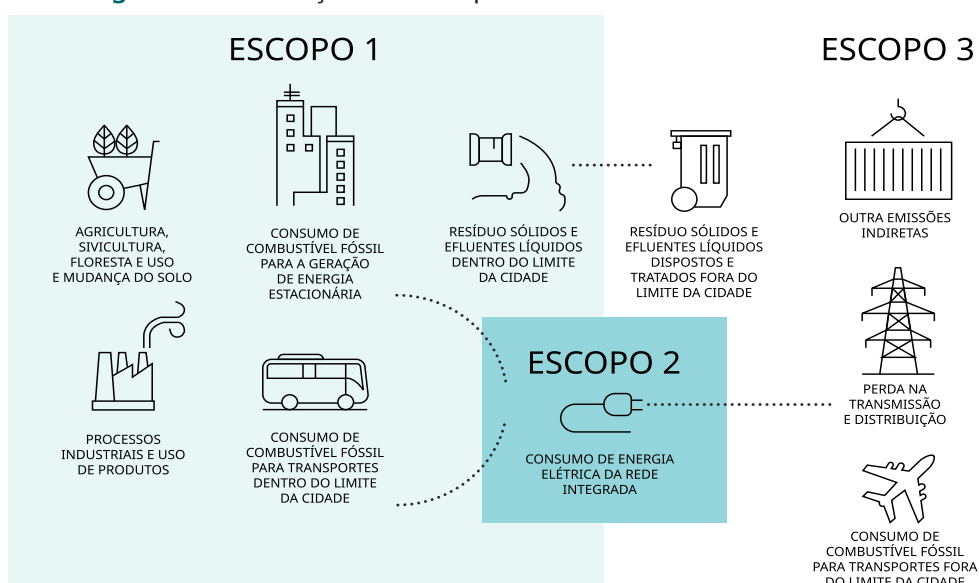 ESCOPO 1
AGRICULTURA,
SIVICULTURA,
FLORESTA E USO
E MUDANÇA DO SOLO
CONSUMO DE
COMBUSTÍVEL FÓSSIL
PARA A GERAÇÃO
DE ENERGIA
ESTACIONÁRIA
RESÍDUO SÓLIDOS E
EFLUENTES LÍQUIDOS
DENTRO DO LIMITE
DA CIDADE
PROCESSOS
INDUSTRIAIS E USO
DE PRODUTOS
CONSUMO DE
COMBUSTÍVEL FÓSSIL
PARA TRANSPORTES
DENTRO DO LIMITE
DA CIDADE
ESCOPO 2
CONSUMO DE ENERGIA
ELÉTRICA DA REDE
INTEGRADA
ESCOPO 3
RESÍDUO SÓLIDOS E
EFLUENTES LÍQUIDOS
DISPOSTOS E
TRATADOS FORA DO
LIMITE DA CIDADE
OUTRA EMISSÕES
INDIRETAS
PERDA NA
TRANSMISSÃO
E DISTRIBUIÇÃO
CONSUMO DE
COMBUSTÍVEL FÓSSIL
PARA TRANSPORTES FORA
DO LIMITE DA CIDADE